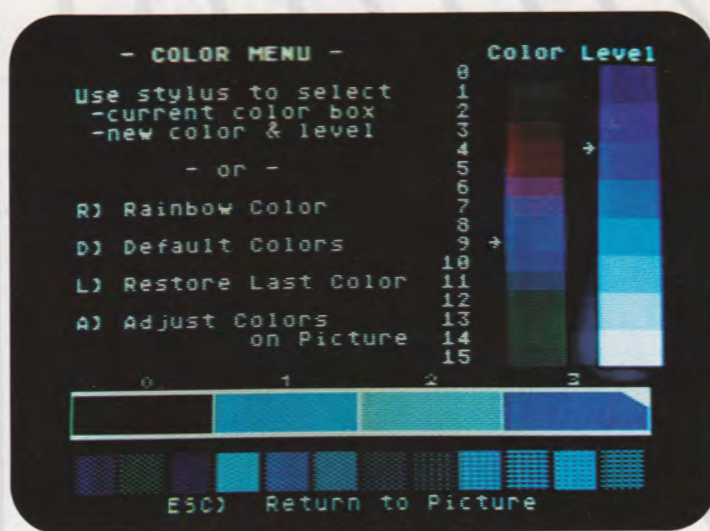 - COLOR MENU -
Color Level
Use stylus to select
-current color box
-new color & level
- or -
R) Rainbow Color
D) Default Colors
L) Restore Last Color
A) Adjust Colors
on Picture
0
1
2
3
4
5
6
7
8
9
10
11
12
13
14
15
0 1 2 3
ESC) Return to Picture